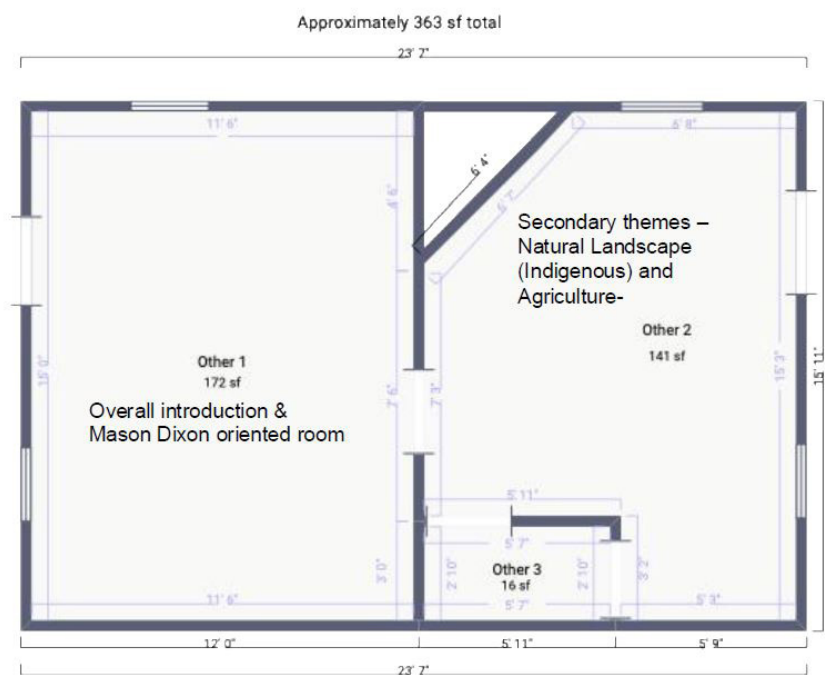 Approximately 363 sf total
23' 7"
11' 6"
6' 8"
4' 6"
6' 4"
6' 7"
Secondary themes –
Natural Landscape
(Indigenous) and
Agriculture-
Other 1
172 sf
Other 2
141 sf
15' 0"
7' 6"
7' 3"
15' 3"
15' 11"
Overall introduction &
Mason Dixon oriented room
5' 11"
5' 7"
3' 0"
2' 10"
Other 3
16 sf
2' 10"
3' 2"
11' 6"
5' 7"
5' 3"
12' 0"
5' 11"
5' 9"
23' 7"